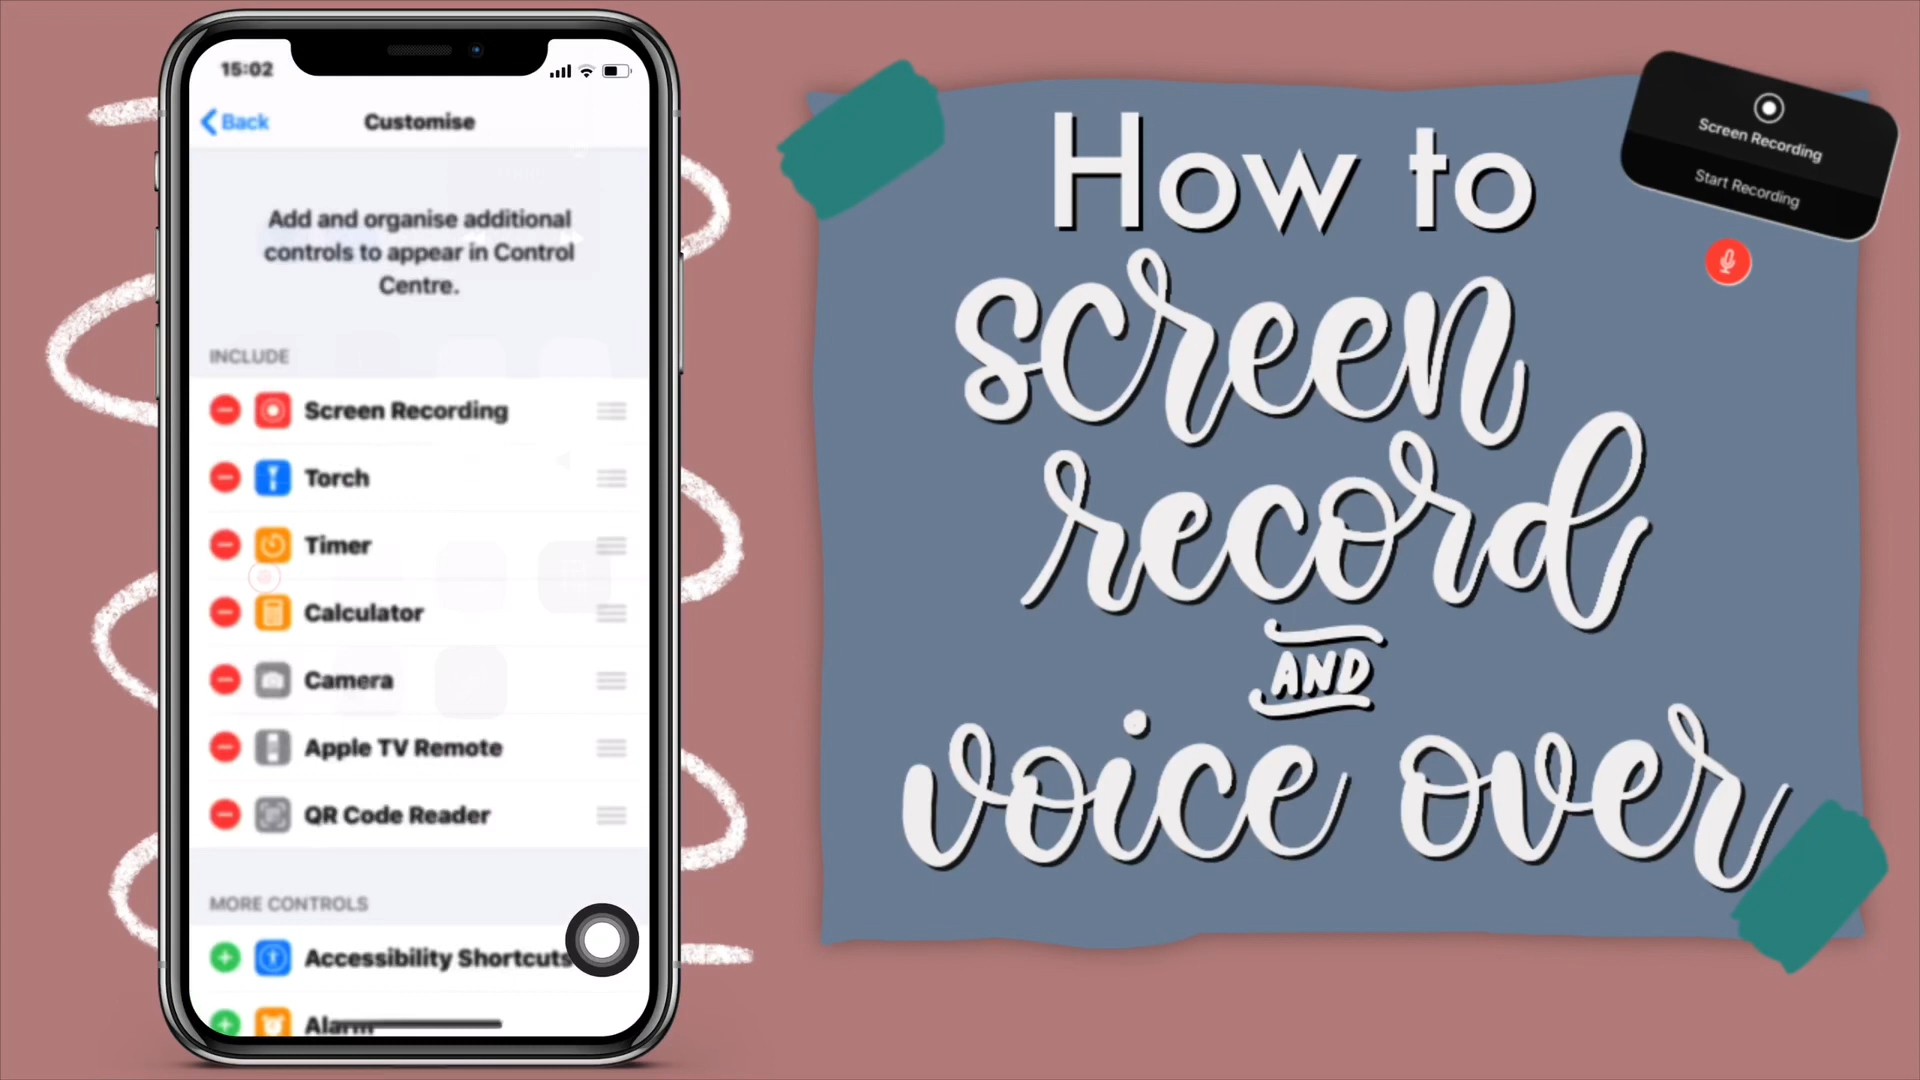 15:02
Back
Customise
Add and organise additional
controls to appear in Control
Centre.
INCLUDE
Screen Recording
Torch
Timer
Calculator
Camera
Apple TV Remote
QR Code Reader
MORE CONTROLS
Accessibility Shortcuts
Alarm
How to
screen
record
AND
voice over
Screen Recording
Start Recording